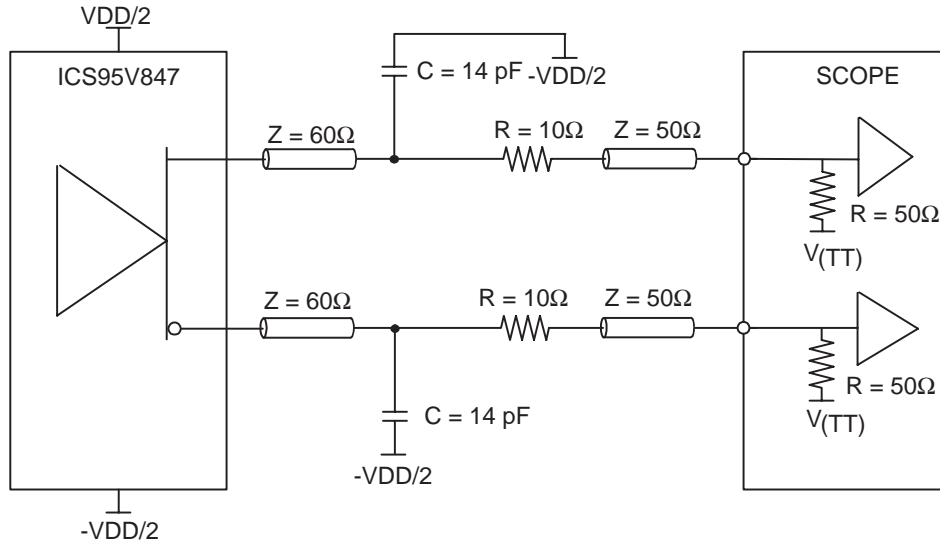 VDD/2
ICS95V847
C = 14 pF
-VDD/2
SCOPE
Z = 60Ω
R = 10Ω
Z = 50Ω
R = 50Ω
V(TT)
Z = 60Ω
R = 10Ω
Z = 50Ω
R = 50Ω
V(TT)
C = 14 pF
-VDD/2
-VDD/2